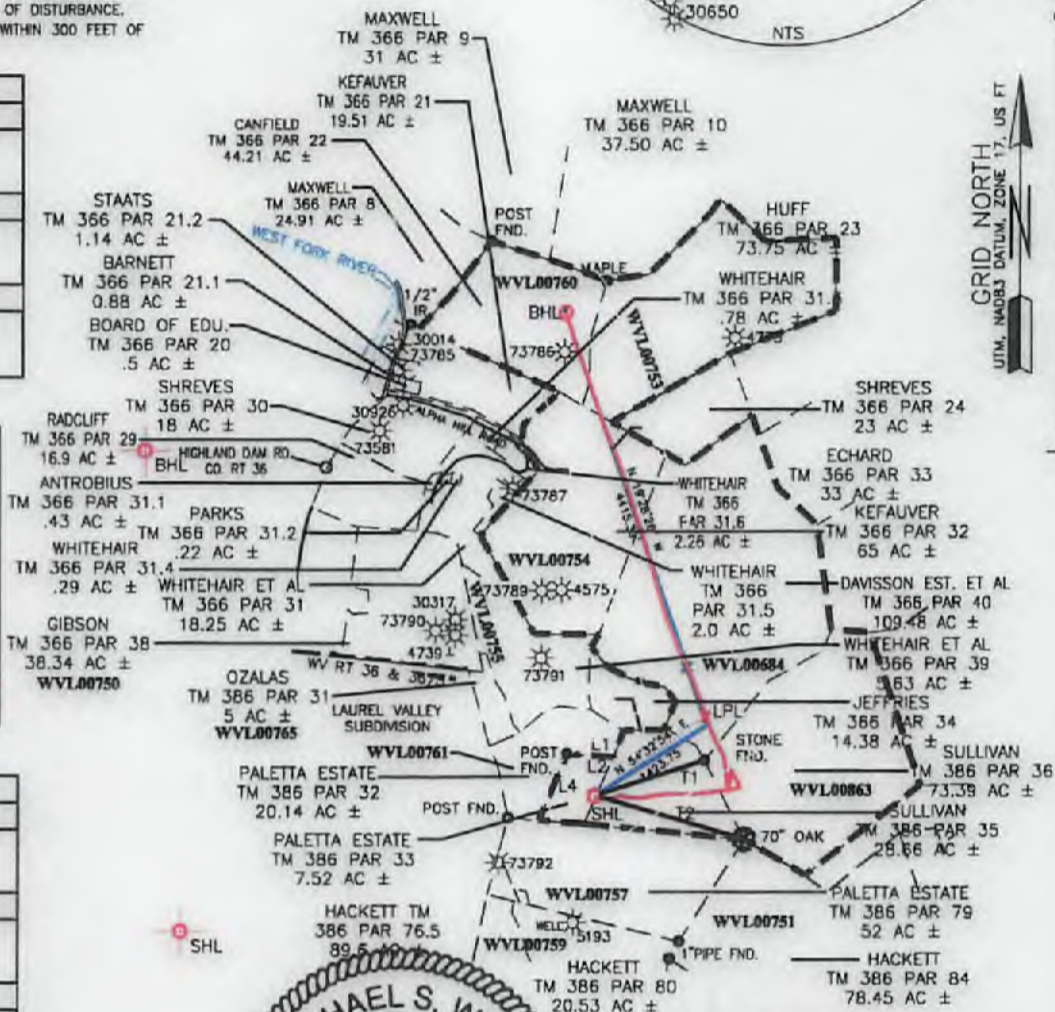 OF DISTURBANCE.
WITHIN 300 FEET OF
30650
NTS
MAXWELL
TM 366 PAR 9
31 AC ±
KEFAUVER
TM 366 PAR 21
19.51 AC ±
CANFIELD
TM 366 PAR 22
44.21 AC ±
MAXWELL
TM 366 PAR 8
24.91 AC ±
MAXWELL
TM 366 PAR 10
37.50 AC ±
GRID NORTH
UTM, NAD83 DATUM, ZONE 17, US FT
N
STAATS
TM 366 PAR 21.2
1.14 AC ±
WEST FORK RIVER
BARNETT
TM 366 PAR 21.1
0.88 AC ±
BOARD OF EDU.
TM 366 PAR 20
.5 AC ±
POST
FND.
MAPLE
WVL00760
HUFF
TM 366 PAR 23
73.75 AC ±
WHITEHAIR
TM 366 PAR 31.
.78 AC ±
1/2"
IR
30014
73785
BHL
73786
WVL00753
SHREVES
TM 366 PAR 30
18 AC ±
30926
73581
ALPHA HILL ROAD
SHREVES
TM 366 PAR 24
23 AC ±
RADCLIFF
TM 366 PAR 29
16.9 AC ±
BHL
HIGHLAND DAM RD.
CO. RT 36
ECHARD
TM 366 PAR 33
33 AC ±
ANTROBIUS
TM 366 PAR 31.1
.43 AC ±
73787
WHITEHAIR
TM 366
PAR 31.6
2.26 AC ±
KEFAUVER
TM 366 PAR 32
65 AC ±
PARKS
TM 366 PAR 31.2
.22 AC ±
WHITEHAIR
TM 366 PAR 31.4
.29 AC ±
WVL00754
WHITEHAIR
TM 366
PAR 31.5
2.0 AC ±
DAVISSON EST. ET AL
TM 366 PAR 40
109.48 AC ±
WHITEHAIR ET AL
TM 366 PAR 31
18.25 AC ±
73789
4575
WVL00755
30317
73790
4739
GIBSON
TM 366 PAR 38
38.34 AC ±
WVL00750
WV RT 36 &
73791
WVL00684
WHITEHAIR ET AL
TM 366 PAR 39
5.63 AC ±
OZALAS
TM 386 PAR 31
5 AC ±
WVL00765
LAUREL VALLEY
SUBDIVISION
LPL
JEFFRIES
TM 366 PAR 34
14.38 AC ±
WVL00761
POST
FND.
L1
L2
L4
T1
STONE
FND.
SULLIVAN
TM 386 PAR 36
73.39 AC ±
PALETTA ESTATE
TM 386 PAR 32
20.14 AC ±
SHL
T2
WVL00863
SULLIVAN
TM 386 PAR 35
28.66 AC ±
POST FND.
70" OAK
PALETTA ESTATE
TM 386 PAR 33
7.52 AC ±
73792
WVL00757
PALETTA ESTATE
TM 386 PAR 79
52 AC ±
HACKETT TM
386 PAR 76.5
WELL
5193
WVL00759
WVL00751
1"PIPE FND.
SHL
HACKETT
TM 386 PAR 80
20.53 AC ±
HACKETT
TM 386 PAR 84
78.45 AC ±